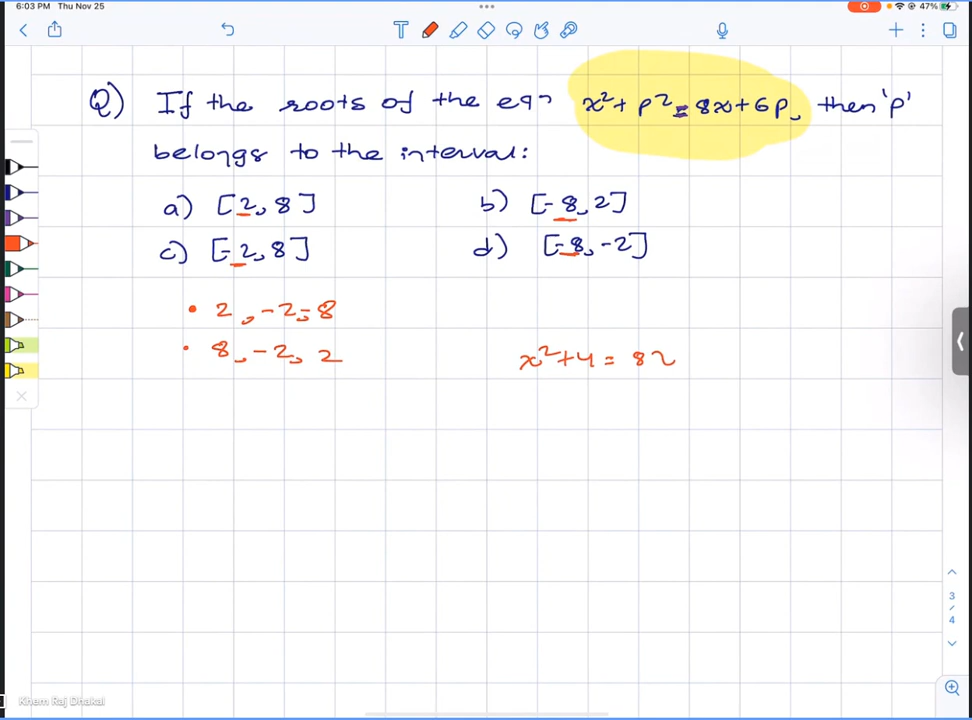 6:03 PM Thu Nov 25
47%
T
Q) If the roots of the eqn x²+ p² = 8x+6p, then 'p'
belongs to the interval:
a) [2, 8]
b) [-8, 2]
c) [-2, 8]
d) [-8, -2]
• 2, -2, 8
• 8, -2, 2
x²+4 = 82
3
/
4
Khem Raj Dhakal